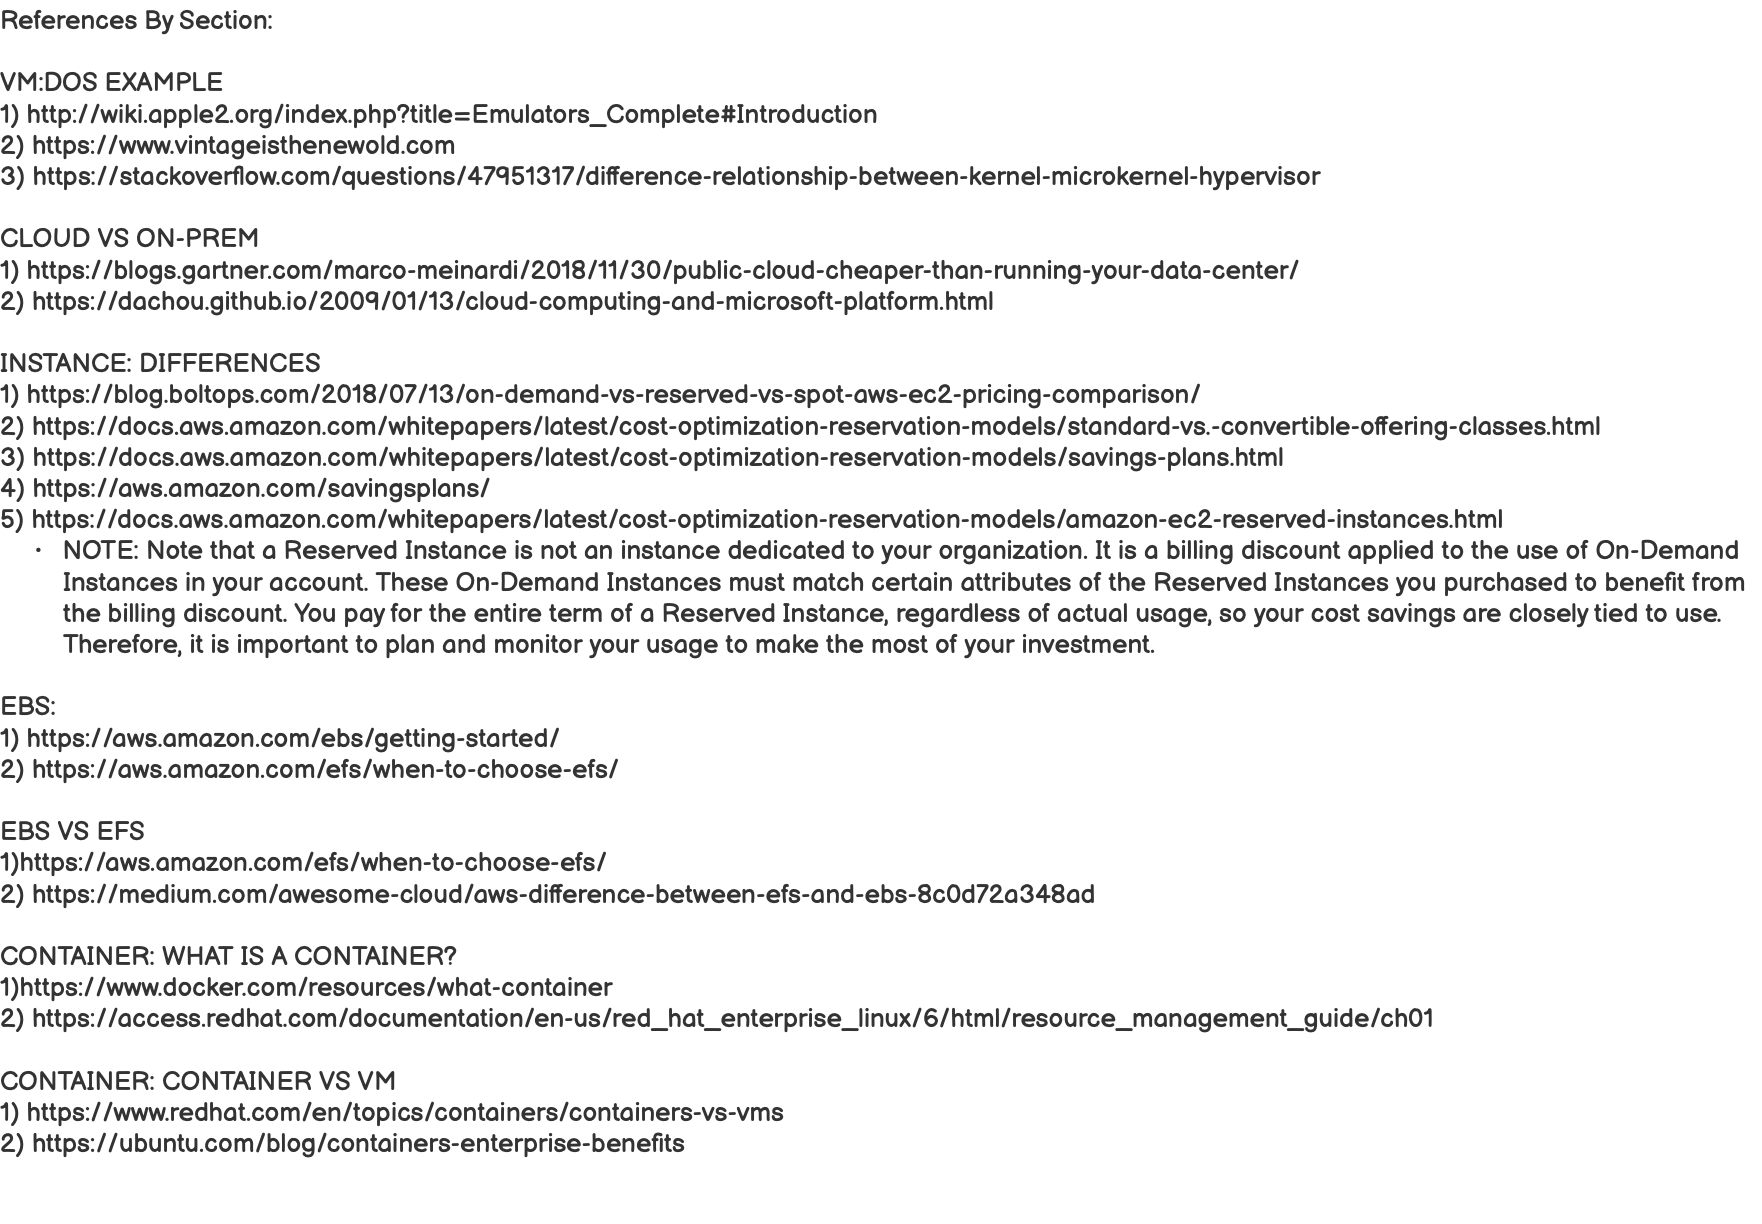 References By Section:
VM:DOS EXAMPLE
1) http://wiki.apple2.org/index.php?title=Emulators_Complete#Introduction
2) https://www.vintageisthenewold.com
3) https://stackoverflow.com/questions/47951317/difference-relationship-between-kernel-microkernel-hypervisor
CLOUD VS ON-PREM
1) https://blogs.gartner.com/marco-meinardi/2018/11/30/public-cloud-cheaper-than-running-your-data-center/
2) https://dachou.github.io/2009/01/13/cloud-computing-and-microsoft-platform.html
INSTANCE: DIFFERENCES
1) https://blog.boltops.com/2018/07/13/on-demand-vs-reserved-vs-spot-aws-ec2-pricing-comparison/
2) https://docs.aws.amazon.com/whitepapers/latest/cost-optimization-reservation-models/standard-vs.-convertible-offering-classes.html
3) https://docs.aws.amazon.com/whitepapers/latest/cost-optimization-reservation-models/savings-plans.html
4) https://aws.amazon.com/savingsplans/
5) https://docs.aws.amazon.com/whitepapers/latest/cost-optimization-reservation-models/amazon-ec2-reserved-instances.html
• NOTE: Note that a Reserved Instance is not an instance dedicated to your organization. It is a billing discount applied to the use of On-Demand
Instances in your account. These On-Demand Instances must match certain attributes of the Reserved Instances you purchased to benefit from
the billing discount. You pay for the entire term of a Reserved Instance, regardless of actual usage, so your cost savings are closely tied to use.
Therefore, it is important to plan and monitor your usage to make the most of your investment.
EBS:
1) https://aws.amazon.com/ebs/getting-started/
2) https://aws.amazon.com/efs/when-to-choose-efs/
EBS VS EFS
1)https://aws.amazon.com/efs/when-to-choose-efs/
2) https://medium.com/awesome-cloud/aws-difference-between-efs-and-ebs-8c0d72a348ad
CONTAINER: WHAT IS A CONTAINER?
1)https://www.docker.com/resources/what-container
2) https://access.redhat.com/documentation/en-us/red_hat_enterprise_linux/6/html/resource_management_guide/ch01
CONTAINER: CONTAINER VS VM
1) https://www.redhat.com/en/topics/containers/containers-vs-vms
2) https://ubuntu.com/blog/containers-enterprise-benefits